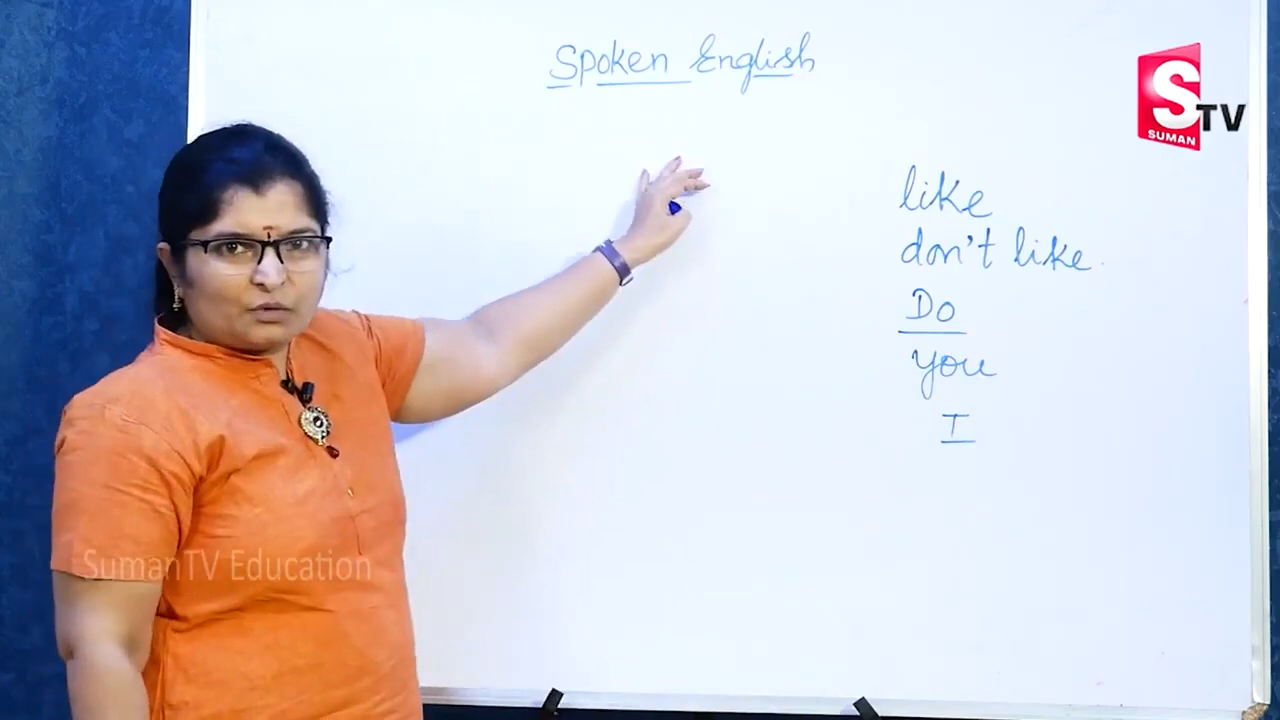 Spoken English
S TV
SUMAN
like
don't like
Do
you
I
SumanTV Education